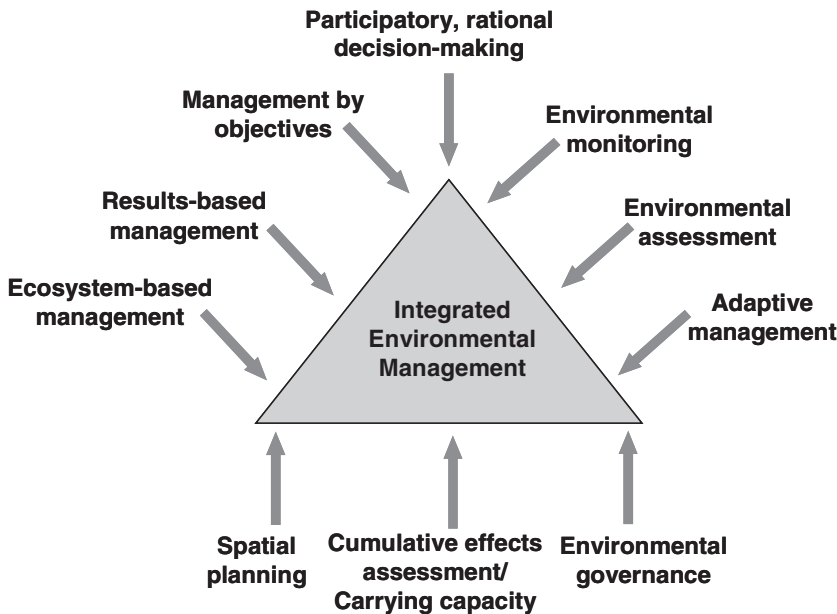 Participatory, rational
decision-making
Management by
objectives
Environmental
monitoring
Results-based
management
Environmental
assessment
Ecosystem-based
management
Adaptive
management
Integrated
Environmental
Management
Spatial
planning
Cumulative effects
assessment/
Carrying capacity
Environmental
governance